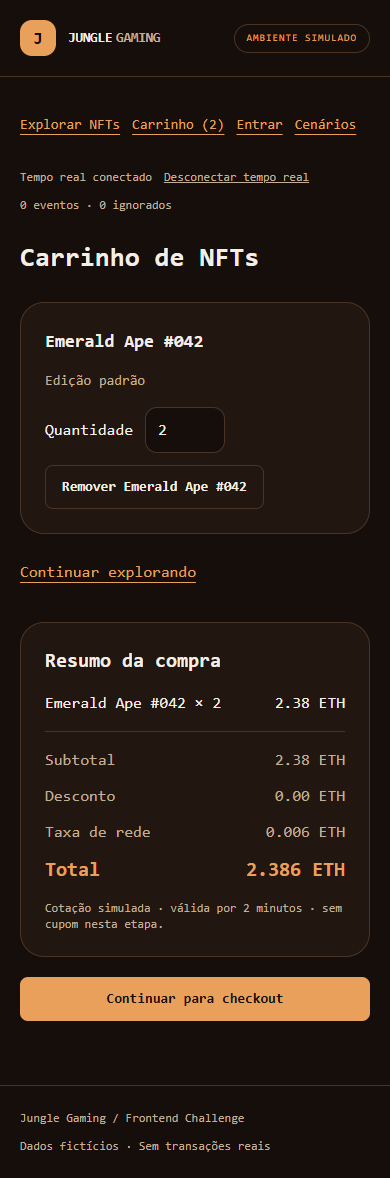 J JUNGLE GAMING AMBIENTE SIMULADO
Explorar NFTs Carrinho (2) Entrar Cenários
Tempo real conectado Desconectar tempo real
0 eventos · 0 ignorados
Carrinho de NFTs
Emerald Ape #042
Edição padrão
Quantidade 2
Remover Emerald Ape #042
Continuar explorando
Resumo da compra
Emerald Ape #042 × 2 2.38 ETH
Subtotal 2.38 ETH
Desconto 0.00 ETH
Taxa de rede 0.006 ETH
Total 2.386 ETH
Cotação simulada · válida por 2 minutos · sem
cupom nesta etapa.
Continuar para checkout
Jungle Gaming / Frontend Challenge
Dados fictícios · Sem transações reais